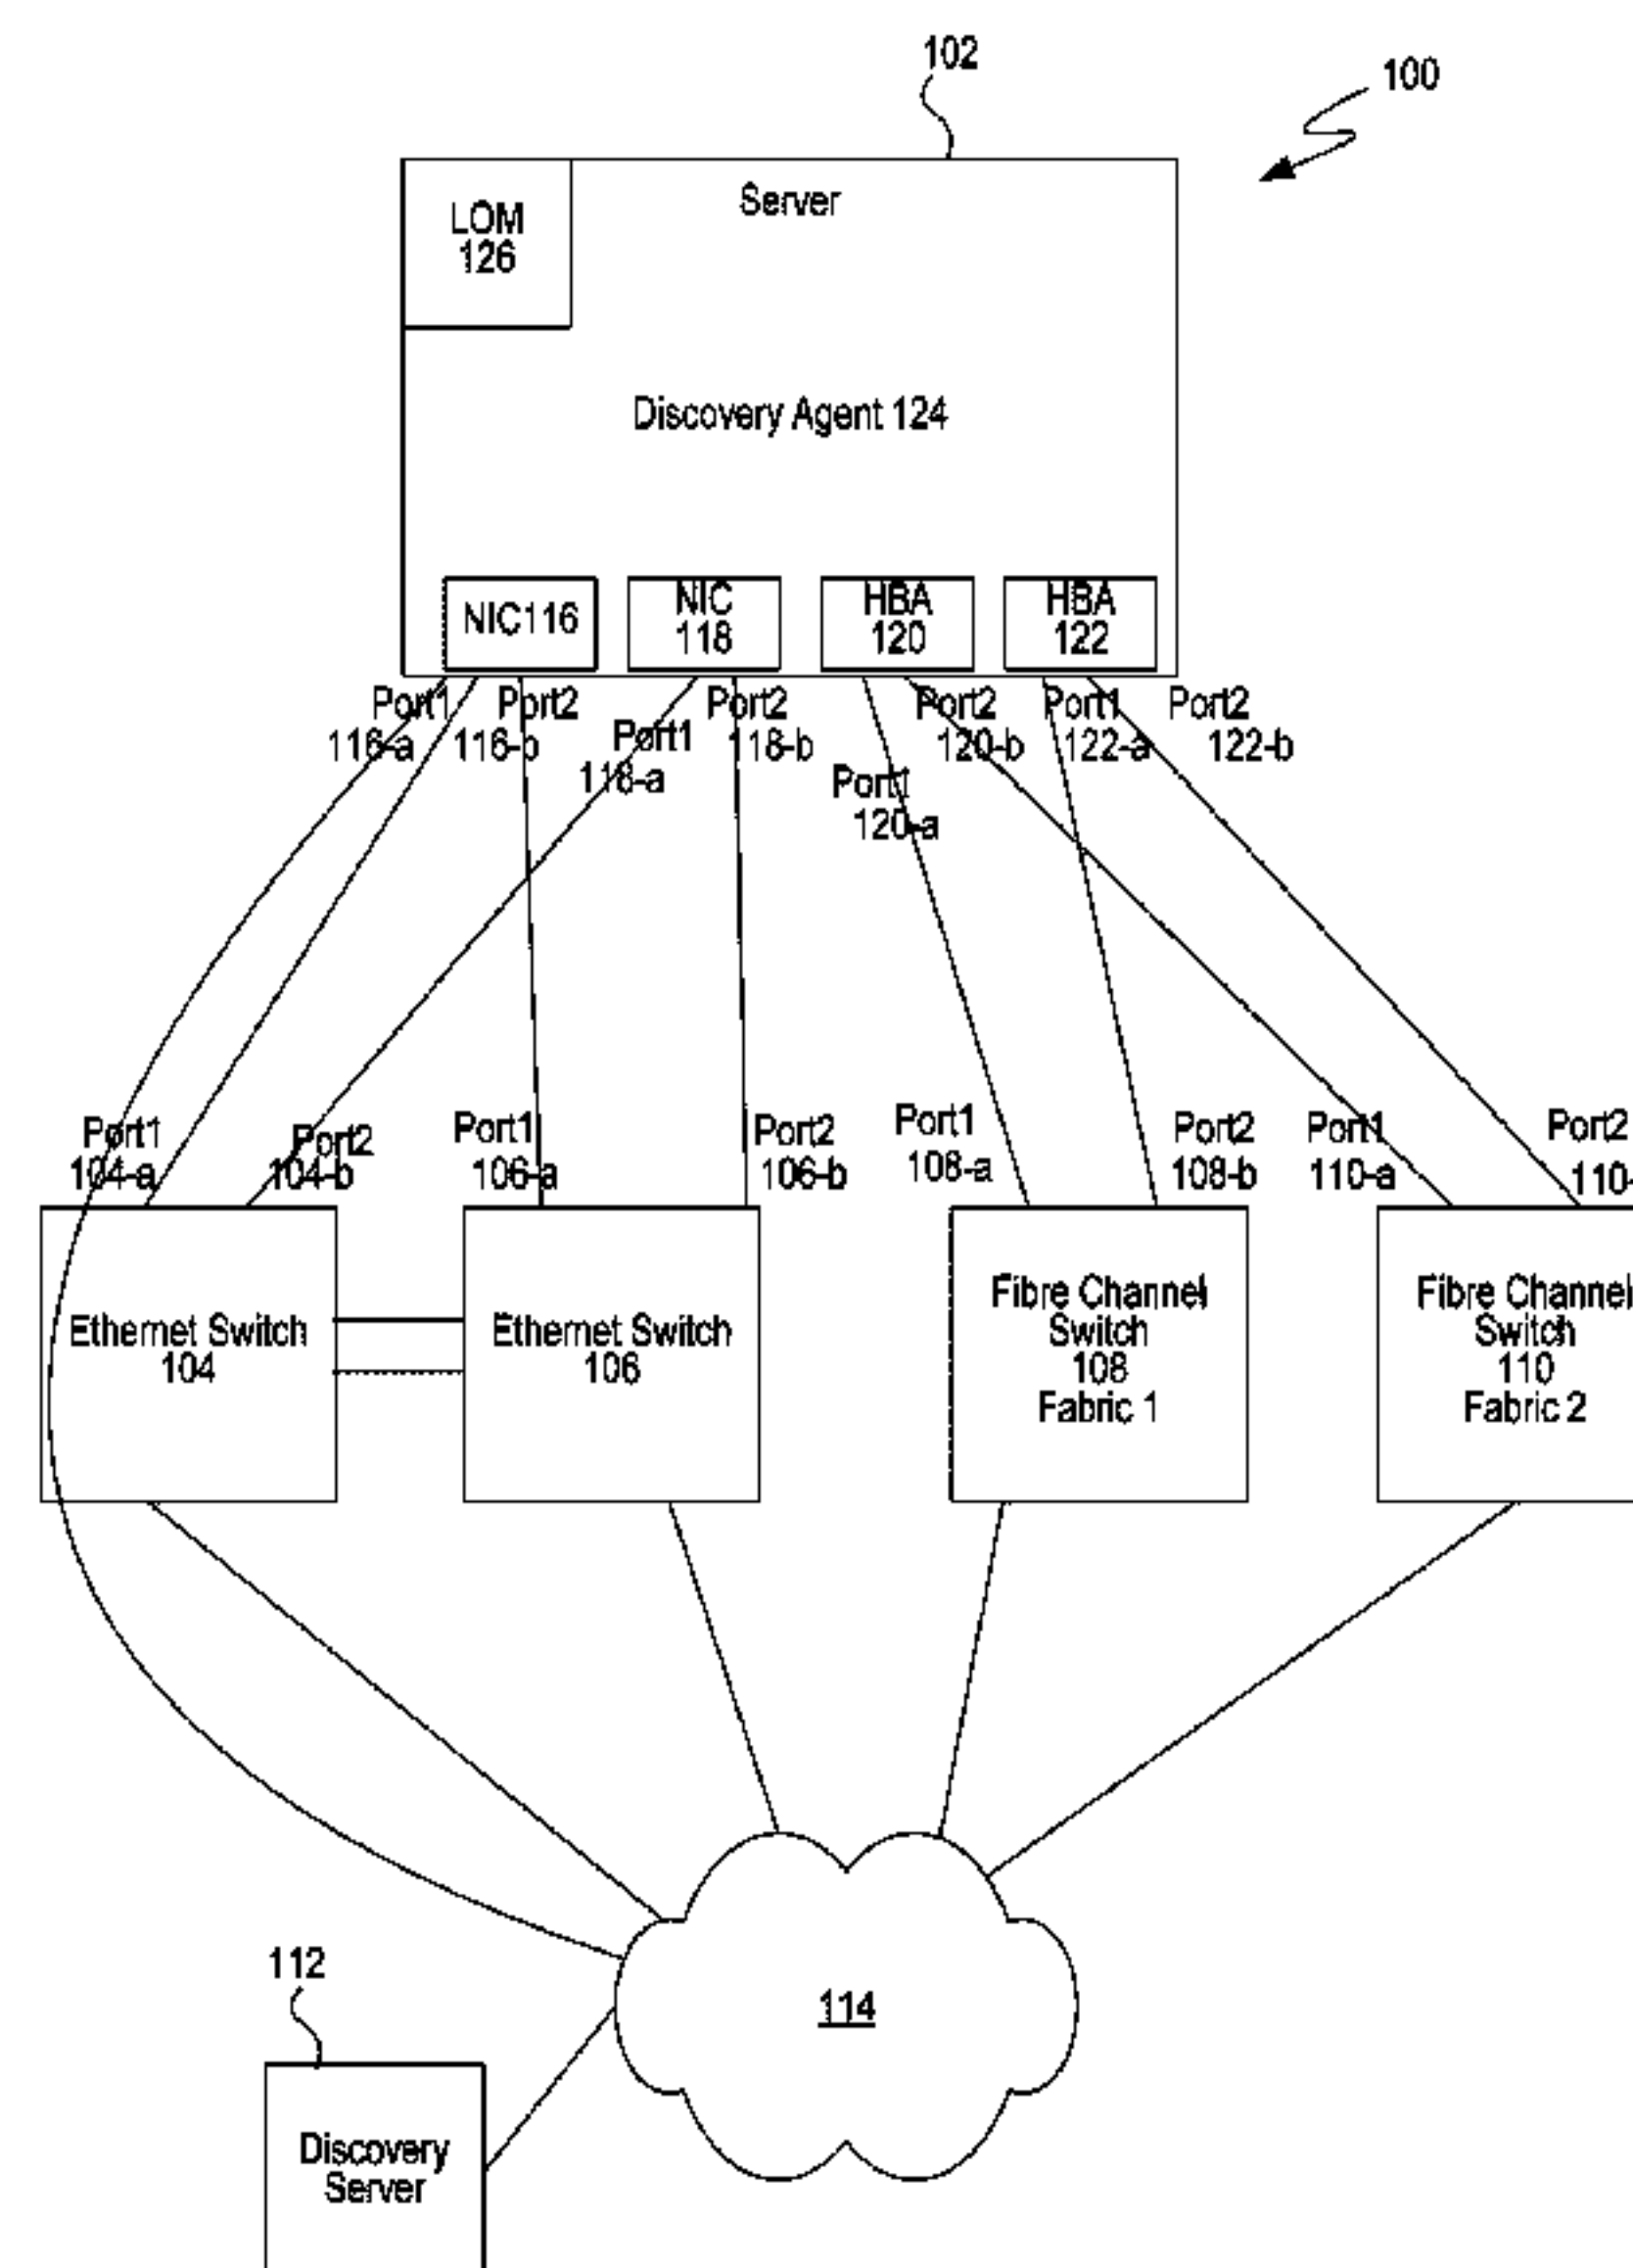 102
100
LOM
126
Server
Discovery Agent 124
NIC116
NIC
118
HBA
120
HBA
122
Port1
116-a
Port2
116-b
Port1
118-a
Port2
118-b
Port1
120-a
Port2
120-b
Port1
122-a
Port2
122-b
Port1
104-a
Port2
104-b
Port1
106-a
Port2
106-b
Port1
108-a
Port2
108-b
Port1
110-a
Port2
110-
Ethernet Switch
104
Ethernet Switch
106
Fibre Channel
Switch
108
Fabric 1
Fibre Channel
Switch
110
Fabric 2
112
114
Discovery
Server